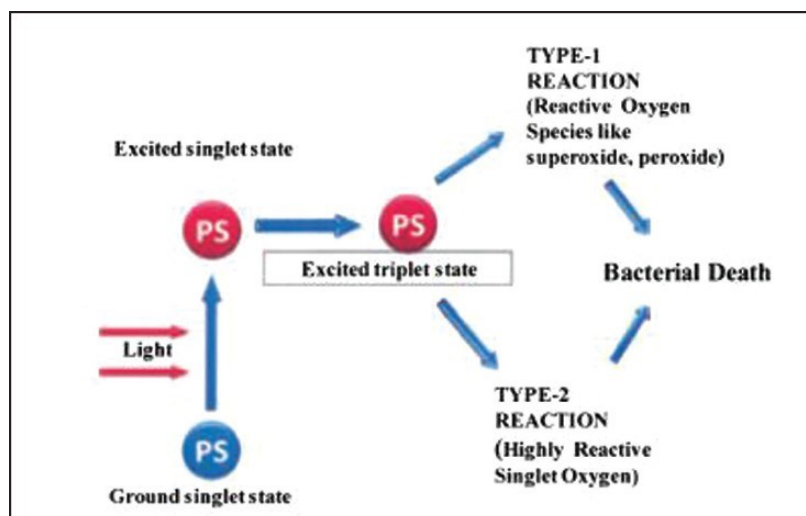 TYPE-1
REACTION
(Reactive Oxygen
Species like
superoxide, peroxide)
Excited singlet state
PS
PS
Excited triplet state
Bacterial Death
Light
TYPE-2
REACTION
(Highly Reactive
Singlet Oxygen)
PS
Ground singlet state